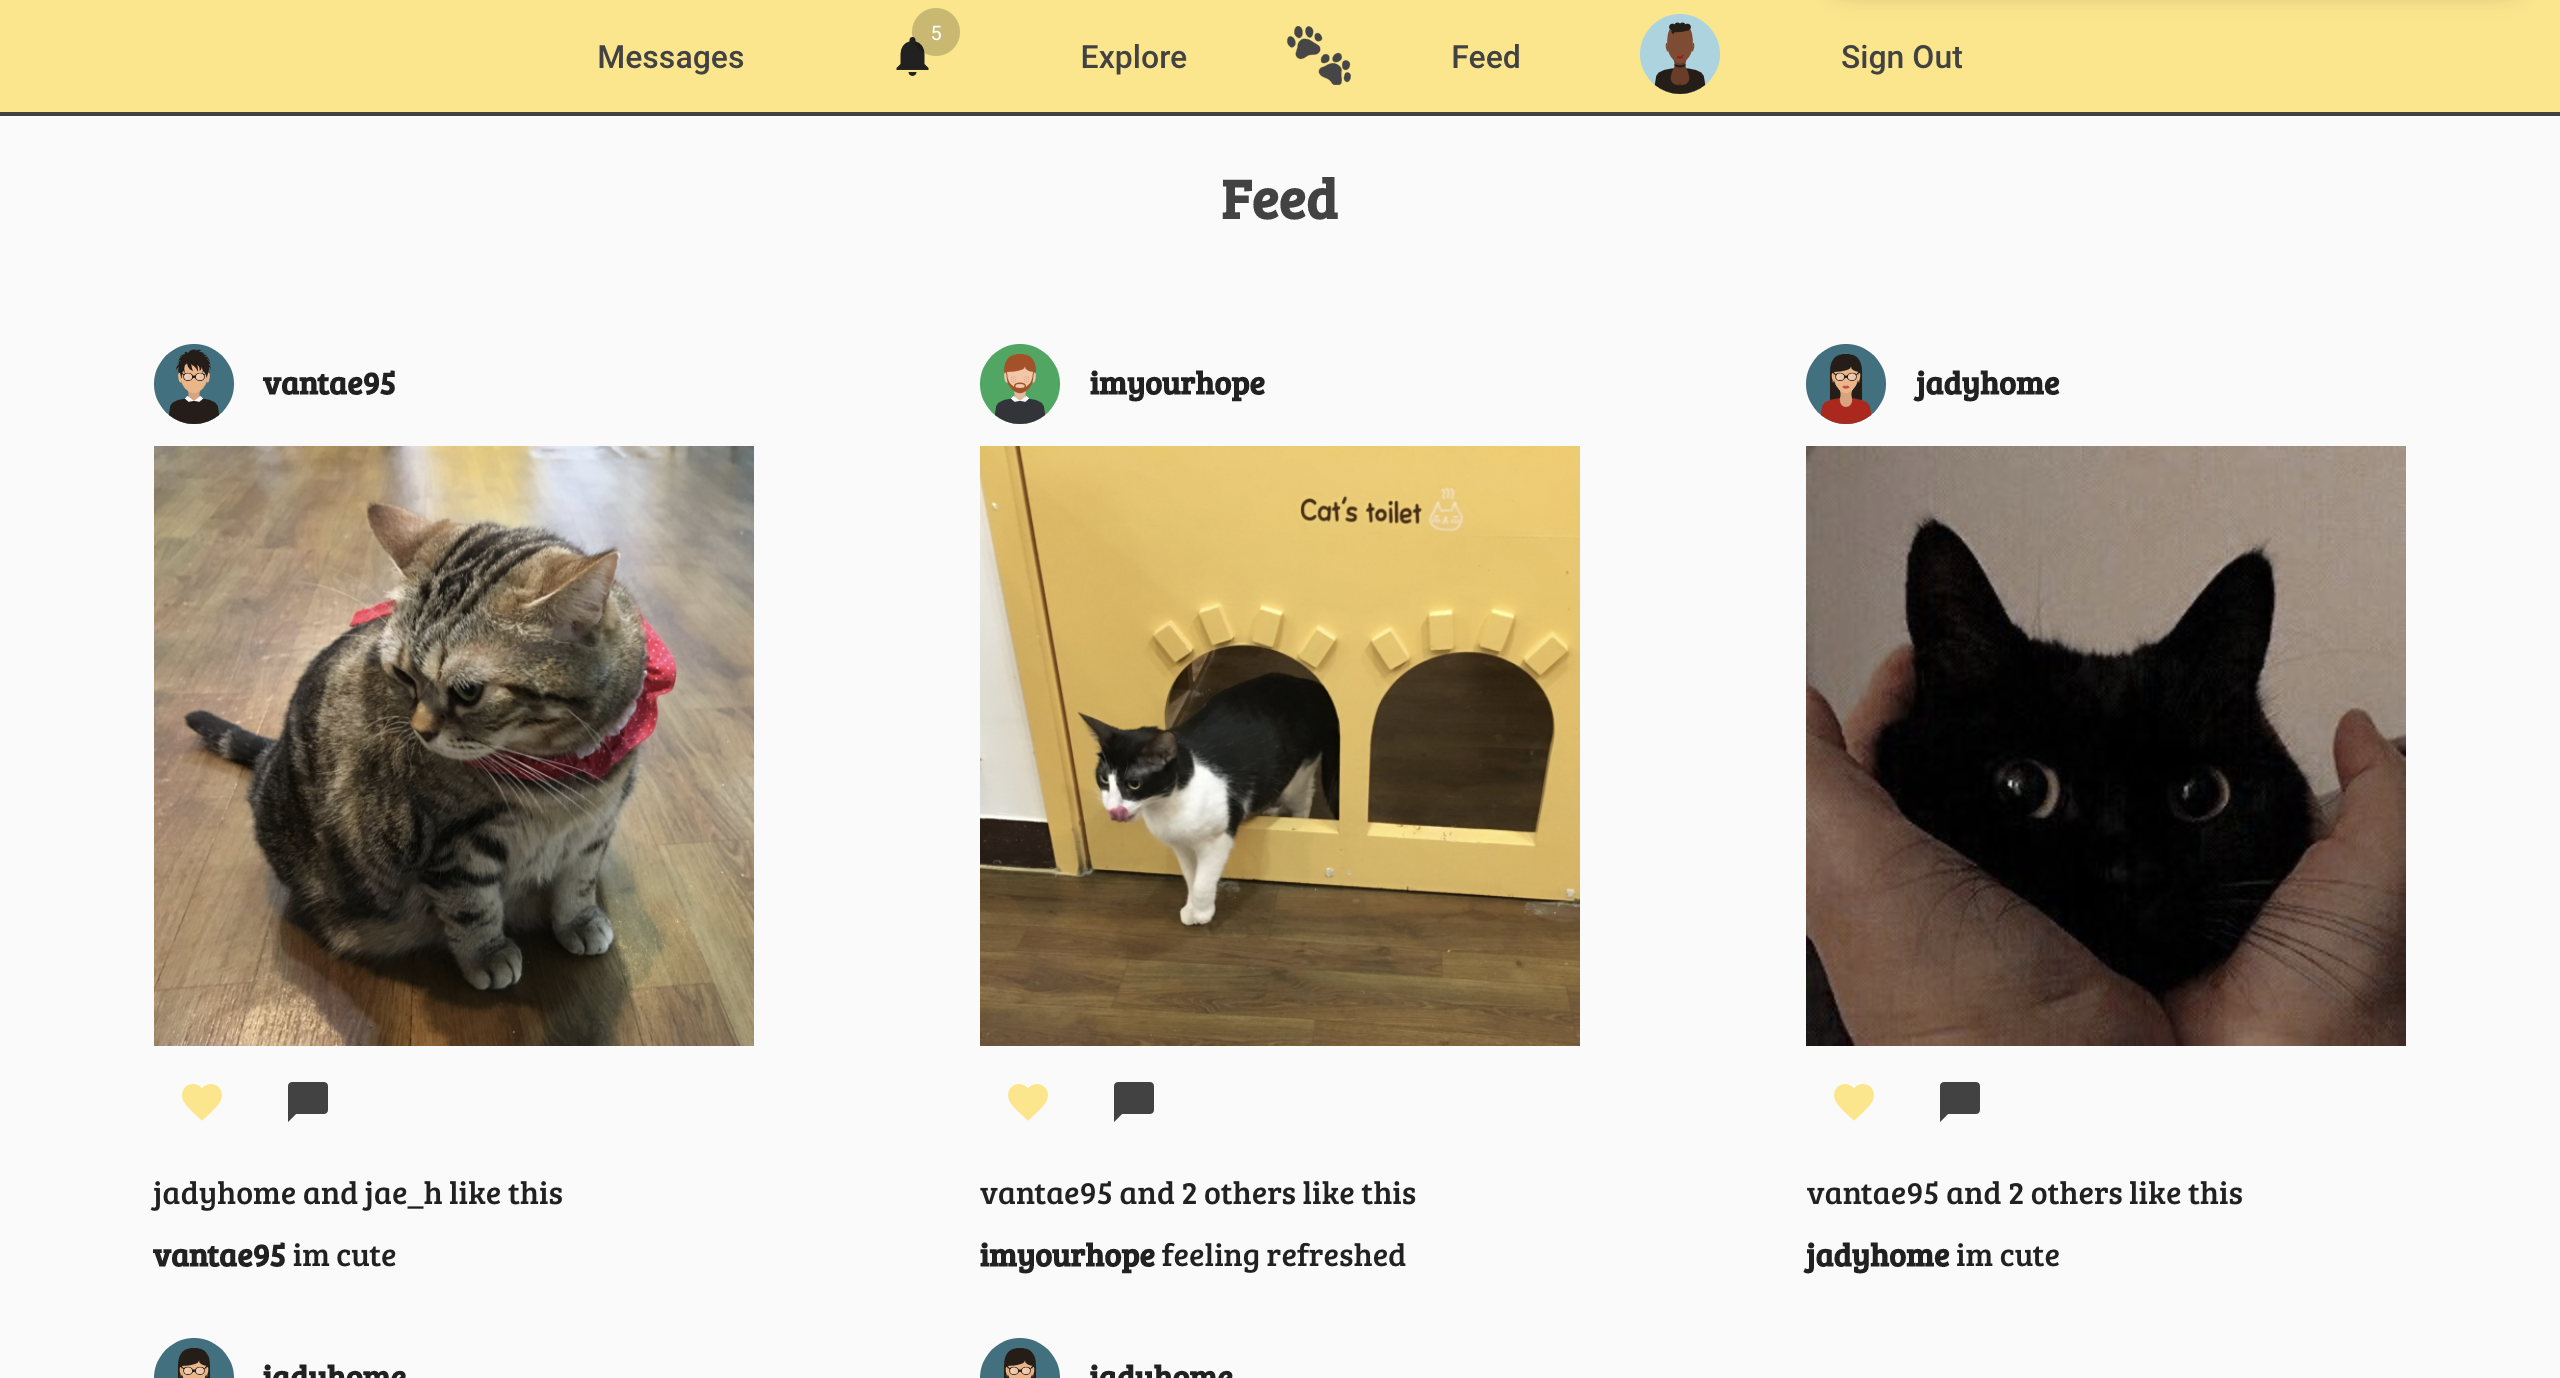 Messages 5 Explore Feed Sign Out
Feed
vantae95
imyourhope
jadyhome
Cat's toilet
jadyhome and jae_h like this
vantae95 im cute
vantae95 and 2 others like this
imyourhope feeling refreshed
vantae95 and 2 others like this
jadyhome im cute
jadyhome
jadyhome